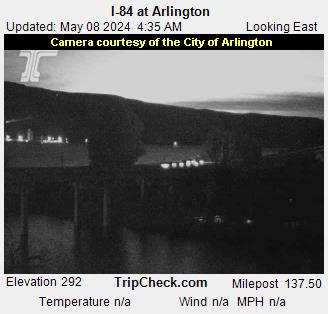 I-84 at Arlington
Updated: May 08 2024 4:35 AM Looking East
Camera courtesy of the City of Arlington
Elevation 292 TripCheck.com Milepost 137.50
Temperature n/a Wind n/a MPH n/a